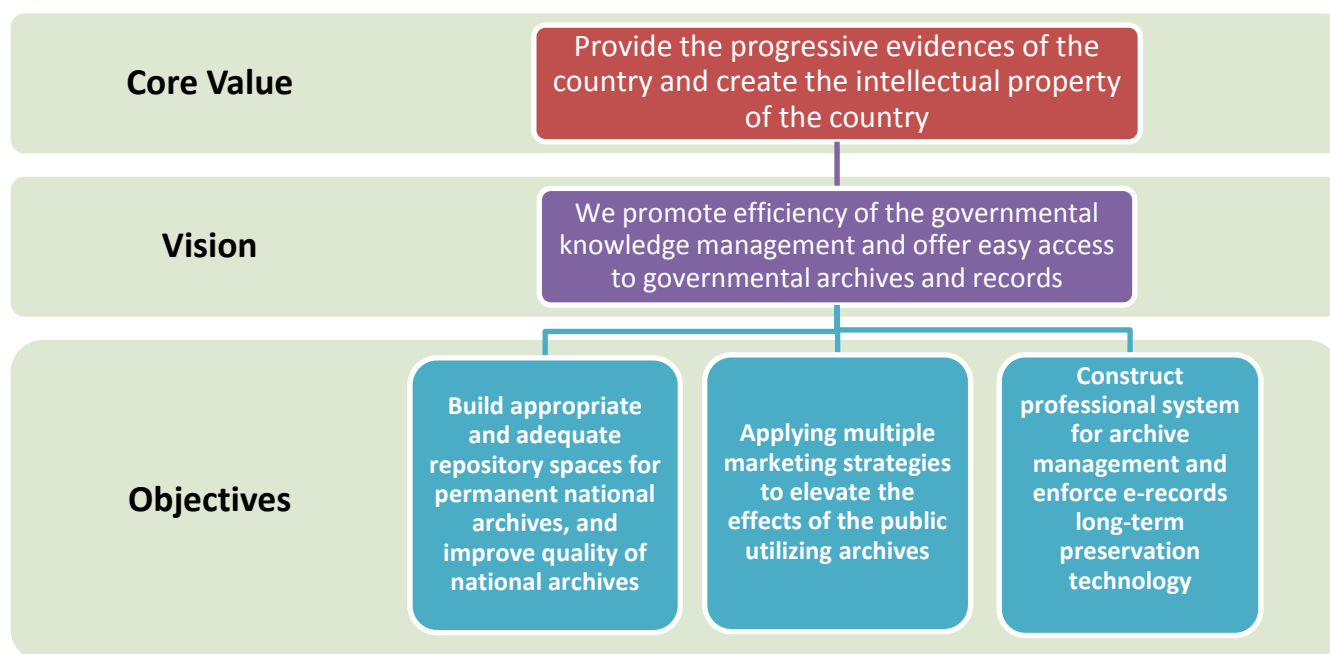 Core Value
Provide the progressive evidences of the
country and create the intellectual property
of the country
Vision
We promote efficiency of the governmental
knowledge management and offer easy access
to governmental archives and records
Objectives
Build appropriate
and adequate
repository spaces for
permanent national
archives, and
improve quality of
national archives
Applying multiple
marketing strategies
to elevate the
effects of the public
utilizing archives
Construct
professional system
for archive
management and
enforce e-records
long-term
preservation
technology